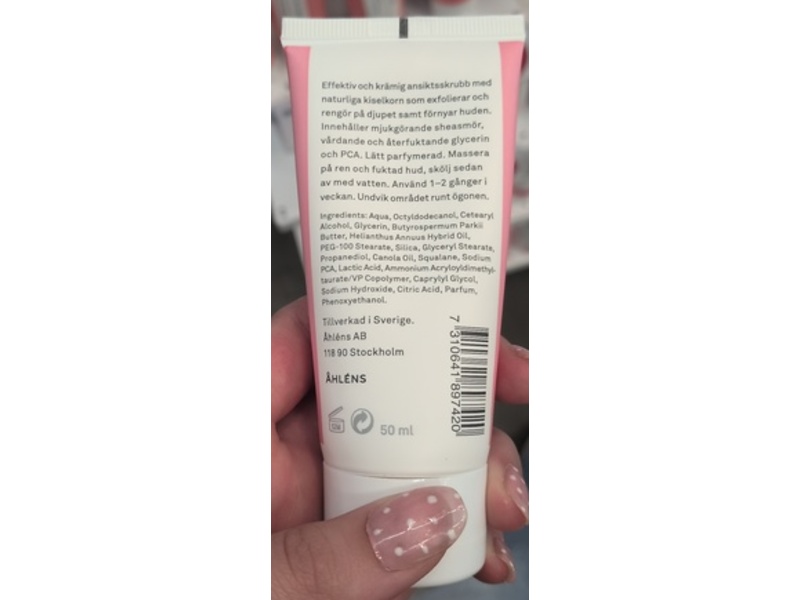 Effektiv och krämig ansiktsskrubb med
naturliga kiselkorn som exfolierar och
rengör på djupet samt förnyar huden.
Innehåller mjukgörande sheasmör,
vårdande och återfuktande glycerin
och PCA. Lätt parfymerad. Massera
på ren och fuktad hud, skölj sedan
av med vatten. Använd 1–2 gånger i
veckan. Undvik området runt ögonen.
Ingredients: Aqua, Octyldodecanol, Cetearyl
Alcohol, Glycerin, Butyrospermum Parkii
Butter, Helianthus Annuus Hybrid Oil,
PEG-100 Stearate, Silica, Glyceryl Stearate,
Propanediol, Canola Oil, Squalane, Sodium
PCA, Lactic Acid, Ammonium Acryloyldimethyl-
taurate/VP Copolymer, Caprylyl Glycol,
Sodium Hydroxide, Citric Acid, Parfum,
Phenoxyethanol.
Tillverkad i Sverige.
Åhléns AB
118 90 Stockholm
ÅHLÉNS
50 ml
7 310641 897420